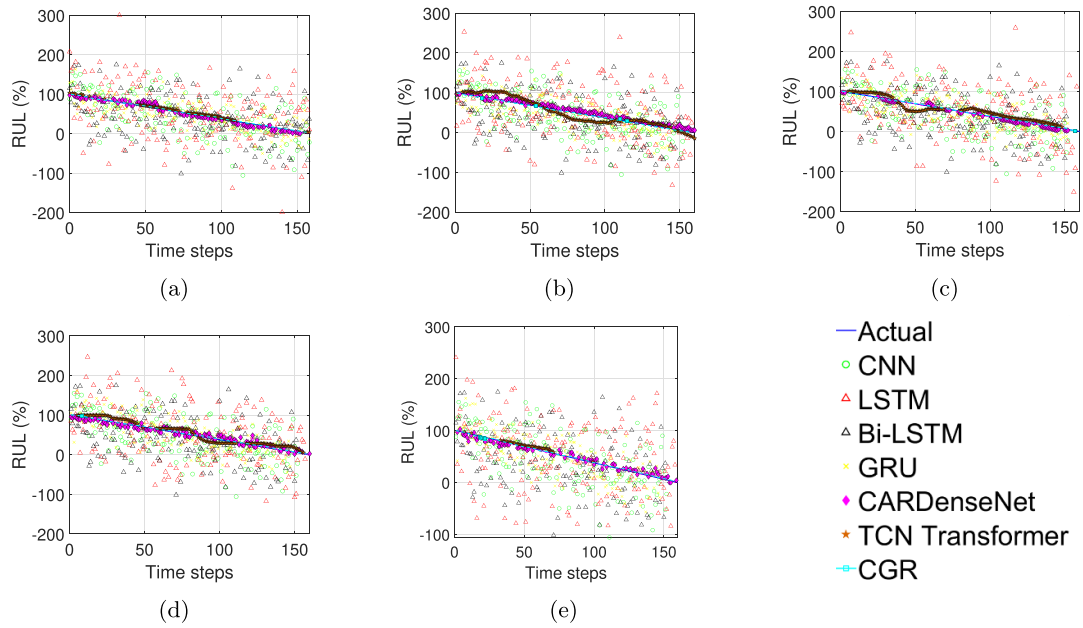 300
200
100
0
-100
-200
RUL (%)
0 50 100 150
Time steps
(a)
300
200
100
0
-100
-200
RUL (%)
0 50 100 150
Time steps
(b)
300
200
100
0
-100
-200
RUL (%)
0 50 100 150
Time steps
(c)
300
200
100
0
-100
-200
RUL (%)
0 50 100 150
Time steps
(d)
300
200
100
0
-100
RUL (%)
0 50 100 150
Time steps
(e)
Actual
CNN
LSTM
Bi-LSTM
GRU
CARDenseNet
TCN Transformer
CGR